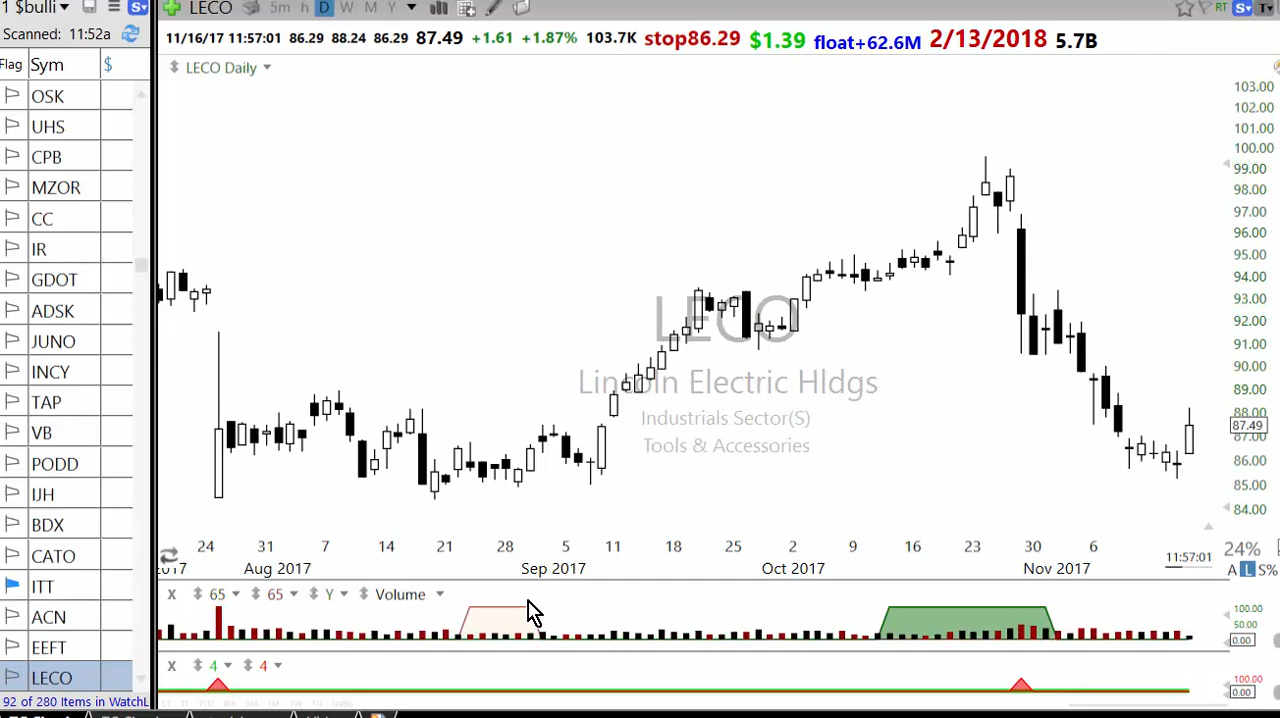 1 $bulli
LECO 5m h D W M Y RT S T
Scanned: 11:52a
11/16/17 11:57:01 86.29 88.24 86.29 87.49 +1.61 +1.87% 103.7K stop86.29 $1.39 float+62.6M 2/13/2018 5.7B
Flag Sym $
LECO Daily
OSK
UHS
CPB
MZOR
CC
IR
GDOT
ADSK
JUNO
INCY
TAP
VB
PODD
IJH
BDX
CATO
ITT
ACN
EEFT
LECO
92 of 280 Items in WatchL
LECO
Lincoln Electric Hldgs
Industrials Sector(S)
Tools & Accessories
103.00
102.00
101.00
100.00
99.00
98.00
97.00
96.00
95.00
94.00
93.00
92.00
91.00
90.00
89.00
88.00
87.49
87.00
86.00
85.00
84.00
24 31 7 14 21 28 5 11 18 25 2 9 16 23 30 6 11:57:01
24%
2017 Aug 2017 Sep 2017 Oct 2017 Nov 2017
A L S%
X 65 65 Y Volume
100.00
50.00
0.00
X 4 4
100.00
0.00